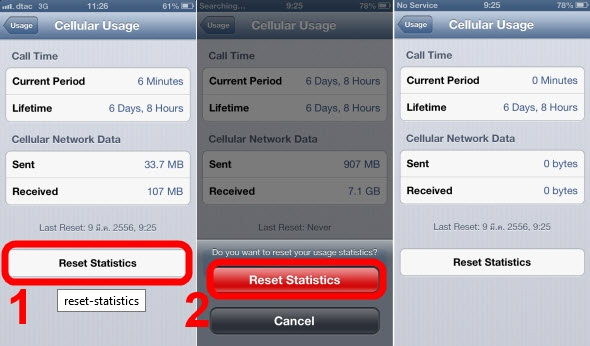 dtac 3G 11:26 61%
Usage Cellular Usage
Call Time
Current Period 6 Minutes
Lifetime 6 Days, 8 Hours
Cellular Network Data
Sent 33.7 MB
Received 107 MB
Last Reset: 9 มี.ค. 2556, 9:25
Reset Statistics
1
reset-statistics
Searching... 9:25 78%
Usage Cellular Usage
Call Time
Current Period 6 Days, 8 Hours
Lifetime 6 Days, 8 Hours
Cellular Network Data
Sent 907 MB
Received 7.1 GB
Last Reset: Never
Do you want to reset your usage statistics?
Reset Statistics
2
Cancel
No Service 9:25 78%
Usage Cellular Usage
Call Time
Current Period 0 Minutes
Lifetime 6 Days, 8 Hours
Cellular Network Data
Sent 0 bytes
Received 0 bytes
Last Reset: 9 มี.ค. 2556, 9:25
Reset Statistics